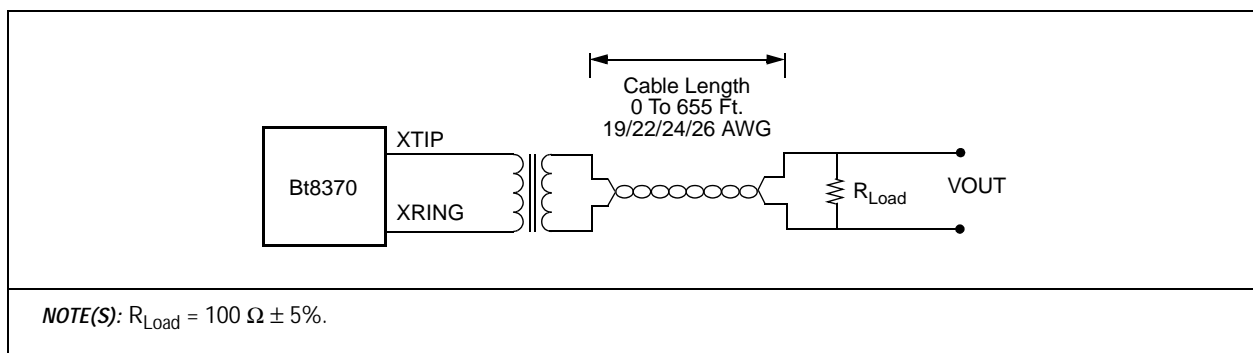 Cable Length
0 To 655 Ft.
19/22/24/26 AWG
XTIP
Bt8370
XRING
R_Load
VOUT
NOTE(S): R_Load = 100 Ω ± 5%.